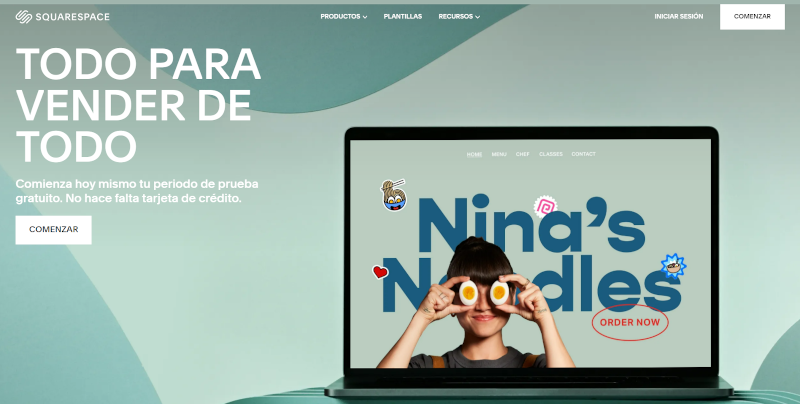 SQUARESPACE
PRODUCTOS
PLANTILLAS
RECURSOS
INICIAR SESIÓN
COMENZAR
TODO PARA
VENDER DE
TODO
Comienza hoy mismo tu periodo de prueba
gratuito. No hace falta tarjeta de crédito.
COMENZAR
HOME MENU CHEF CLASSES CONTACT
Nina's
Noodles
ORDER NOW